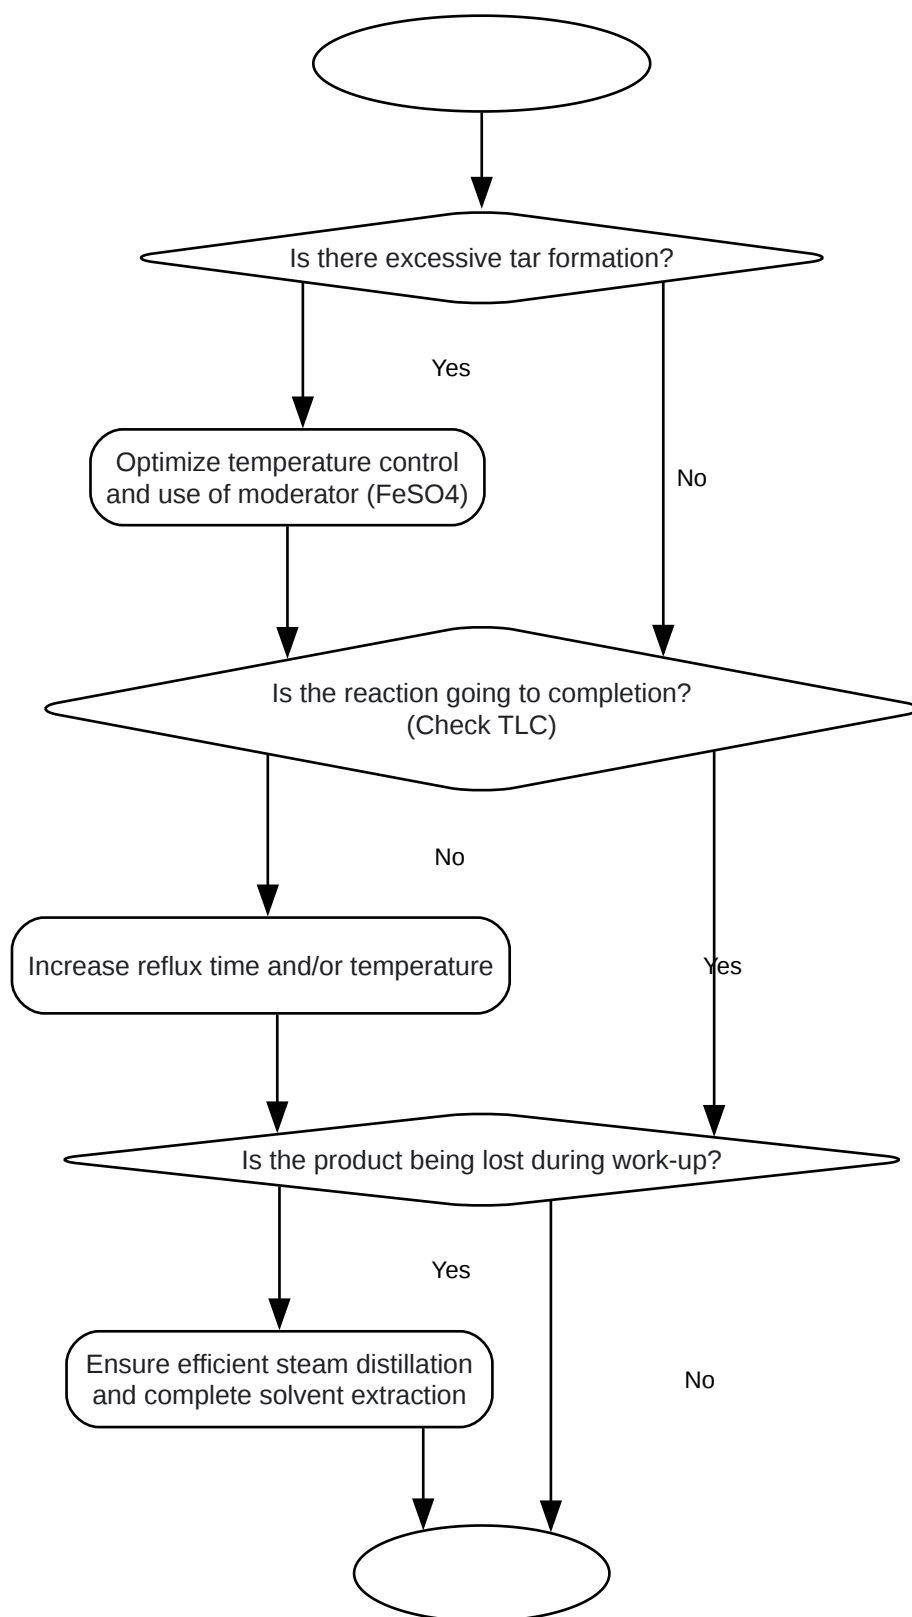 Is there excessive tar formation?
Yes
Optimize temperature control
and use of moderator (FeSO4)
No
Is the reaction going to completion?
(Check TLC)
No
Increase reflux time and/or temperature
Yes
Is the product being lost during work-up?
Yes
Ensure efficient steam distillation
and complete solvent extraction
No